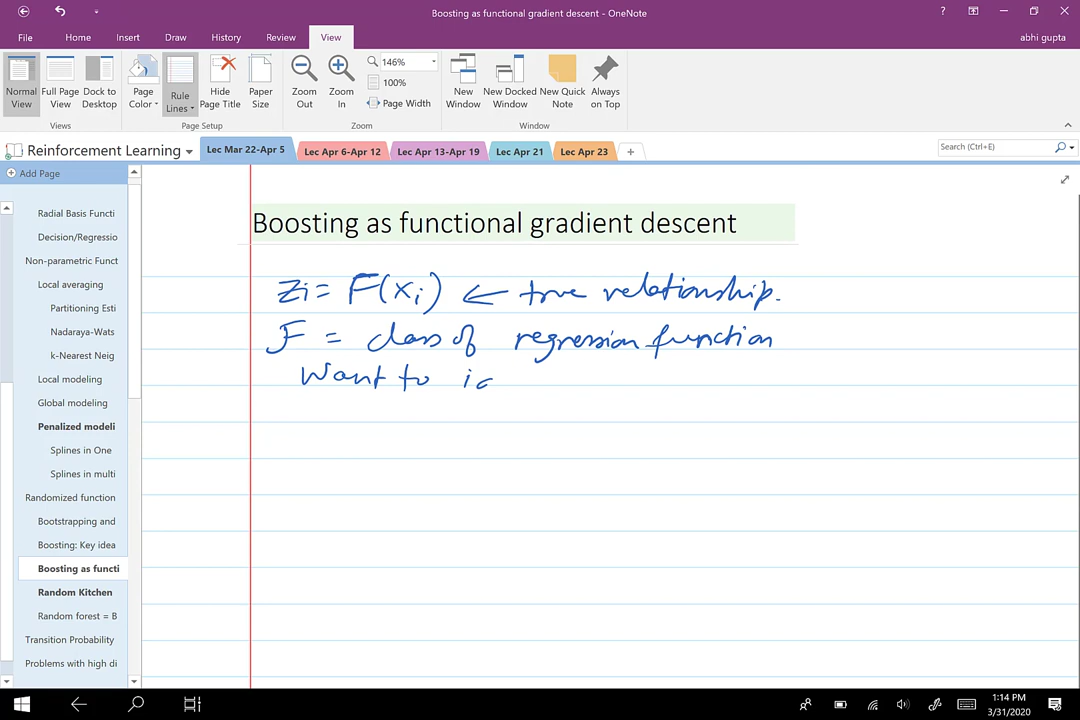 Boosting as functional gradient descent - OneNote
abhi gupta
File Home Insert Draw History Review View
Normal View
Full Page View
Dock to Desktop
Views
Page Color
Rule Lines
Hide Page Title
Paper Size
Page Setup
Zoom Out
Zoom In
146%
100%
Page Width
Zoom
New Window
New Docked Window
New Quick Note
Always on Top
Window
Reinforcement Learning
Lec Mar 22-Apr 5
Lec Apr 6-Apr 12
Lec Apr 13-Apr 19
Lec Apr 21
Lec Apr 23
Search (Ctrl+E)
Add Page
Radial Basis Functi
Decision/Regressio
Non-parametric Funct
Local averaging
Partitioning Esti
Nadaraya-Wats
k-Nearest Neig
Local modeling
Global modeling
Penalized modeli
Splines in One
Splines in multi
Randomized function
Bootstrapping and
Boosting: Key idea
Boosting as functi
Random Kitchen
Random forest = B
Transition Probability
Problems with high di
Boosting as functional gradient descent
zi = F(xi) ← true relationship.
F = class of regression function
Want to
1:14 PM
3/31/2020